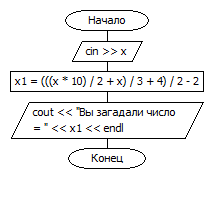 Начало
cin >> x
x1 = (((x * 10) / 2 + x) / 3 + 4) / 2 - 2
cout << "Вы загадали число
= " << x1 << endl
Конец